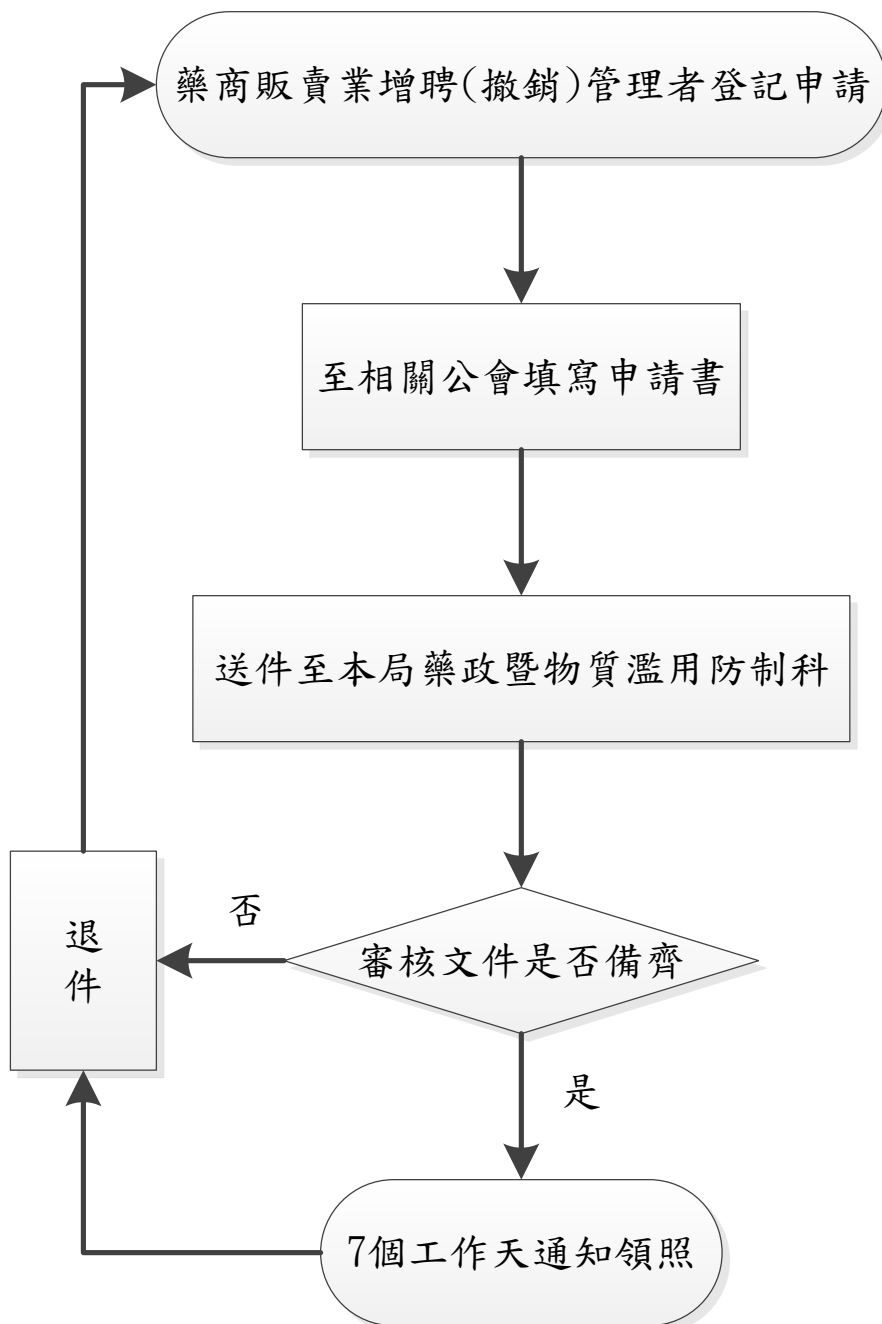 藥商販賣業增聘(撤銷)管理者登記申請
至相關公會填寫申請書
送件至本局藥政暨物質濫用防制科
審核文件是否備齊
否
退
件
是
7個工作天通知領照